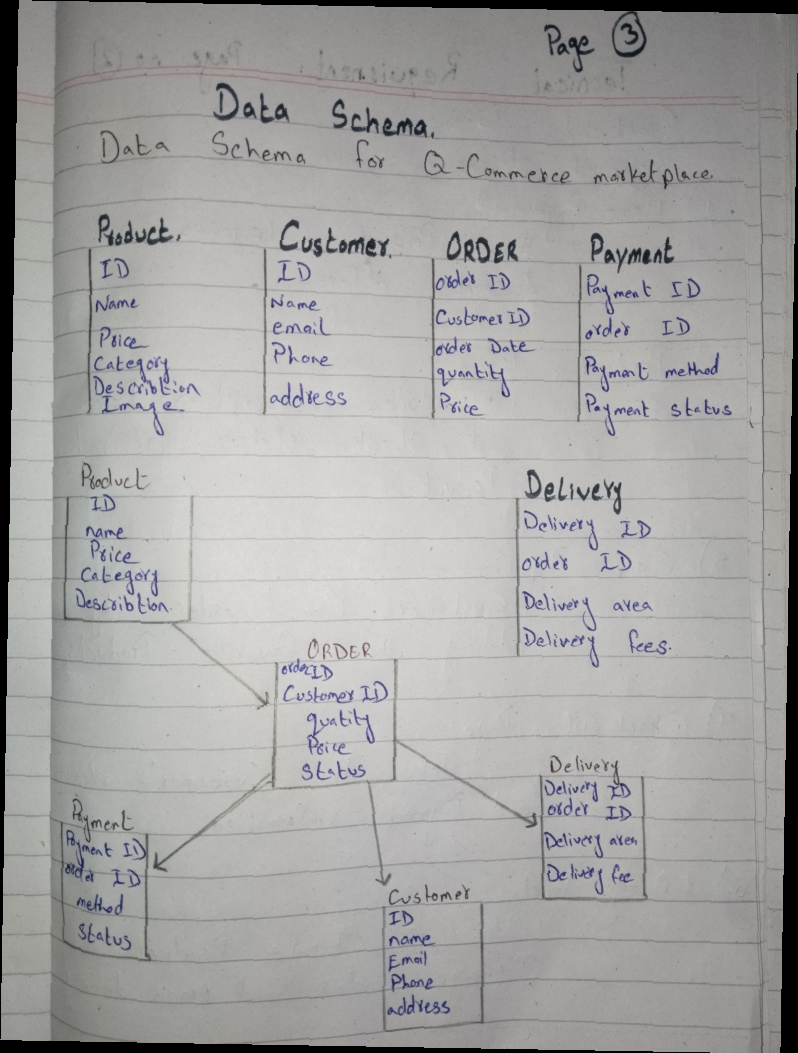 Page 3
Data Schema.
Data Schema for Q-Commerce marketplace.
Product.
ID
Name
Price
Category
Describtion
Image
Customer.
ID
Name
email
Phone
address
ORDER
order ID
Customer ID
order Date
quantity
Price
Payment
Payment ID
order ID
Payment method
Payment status
Product
ID
name
Price
Category
Describtion.
Delivery
Delivery ID
order ID
Delivery area
Delivery fees.
ORDER
order ID
Customer ID
quatity
Price
Status
Payment
Payment ID
order ID
method
Status
Customer
ID
name
Email
Phone
address
Delivery
Delivery ID
order ID
Delivery area
Delivery fee